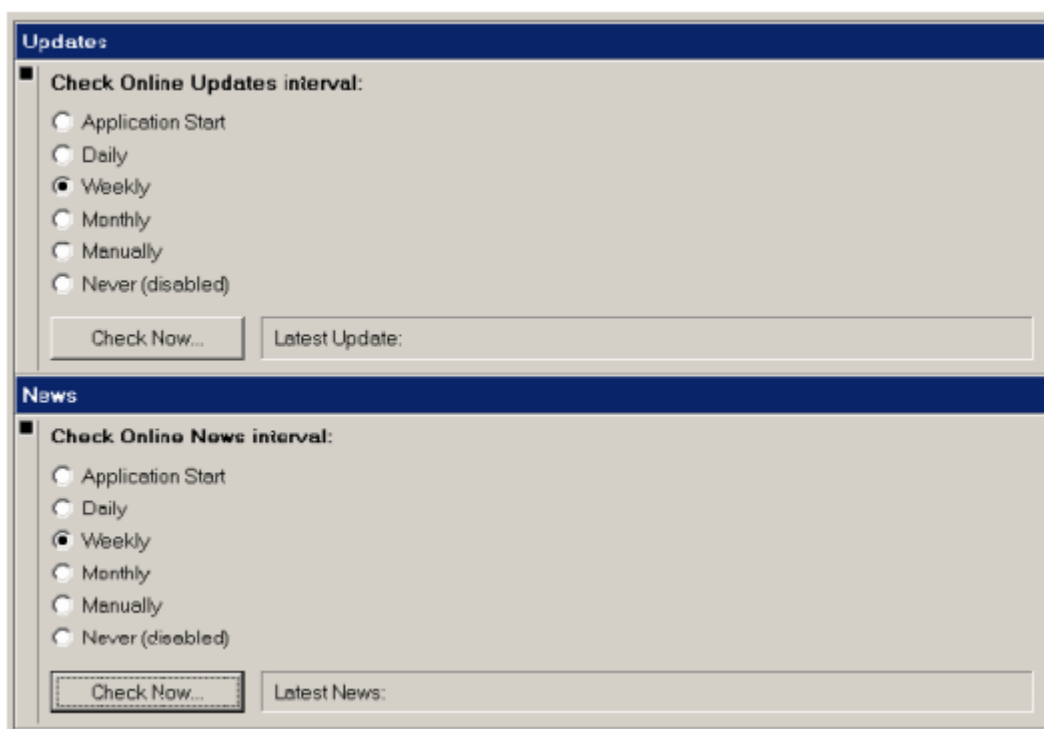 Updates
Check Online Updates interval:
Application Start
Daily
Weekly
Monthly
Manually
Never (disabled)
Check Now... Latest Update:
News
Check Online News interval:
Application Start
Daily
Weekly
Monthly
Manually
Never (disabled)
Check Now... Latest News: